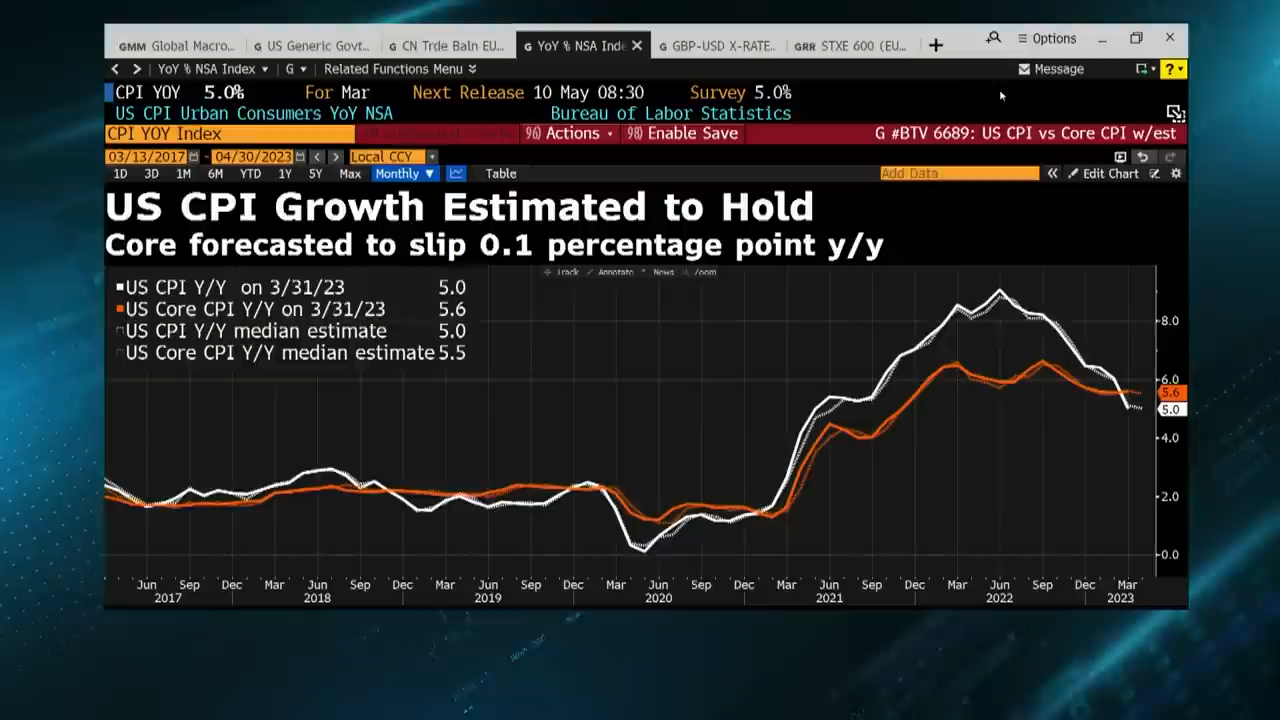 GMM Global Macro... G US Generic Govt... G CN Trde Baln EU... G YoY % NSA Inde G GBP-USD X-RATE... GRR STXE 600 (EU... Options
YoY % NSA Index G Related Functions Menu Message ?
CPI YOY 5.0% For Mar Next Release 10 May 08:30 Survey 5.0%
US CPI Urban Consumers YoY NSA Bureau of Labor Statistics
CPI YOY Index 96) Actions 98) Enable Save G #BTV 6689: US CPI vs Core CPI w/est
03/13/2017 - 04/30/2023 Local CCY
1D 3D 1M 6M YTD 1Y 5Y Max Monthly ▼ Table Add Data « Edit Chart
US CPI Growth Estimated to Hold
Core forecasted to slip 0.1 percentage point y/y
Track Annotate News Zoom
US CPI Y/Y on 3/31/23 5.0
US Core CPI Y/Y on 3/31/23 5.6
US CPI Y/Y median estimate 5.0
US Core CPI Y/Y median estimate 5.5
8.0
6.0
5.6
5.0
4.0
2.0
0.0
Jun Sep Dec Mar Jun Sep Dec Mar Jun Sep Dec Mar Jun Sep Dec Mar Jun Sep Dec Mar Jun Sep Dec Mar
2017 2018 2019 2020 2021 2022 2023